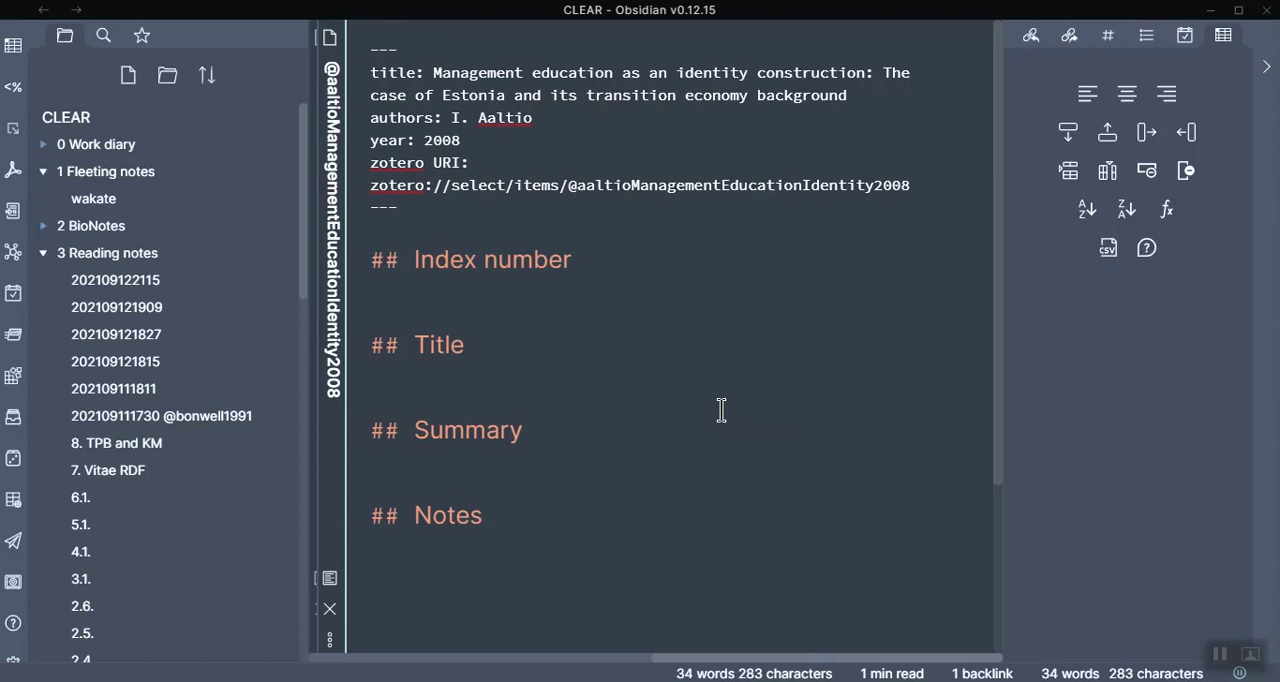 CLEAR - Obsidian v0.12.15
<%
CLEAR
0 Work diary
1 Fleeting notes
wakate
2 BioNotes
3 Reading notes
202109122115
202109121909
202109121827
202109121815
202109111811
202109111730 @bonwell1991
8. TPB and KM
7. Vitae RDF
6.1.
5.1.
4.1.
3.1.
2.6.
2.5.
2.4
@aaltioManagementEducationIdentity2008
---
title: Management education as an identity construction: The
case of Estonia and its transition economy background
authors: I. Aaltio
year: 2008
zotero URI:
zotero://select/items/@aaltioManagementEducationIdentity2008
---
## Index number
## Title
## Summary
## Notes
CSV
34 words 283 characters
1 min read
1 backlink
34 words 283 characters